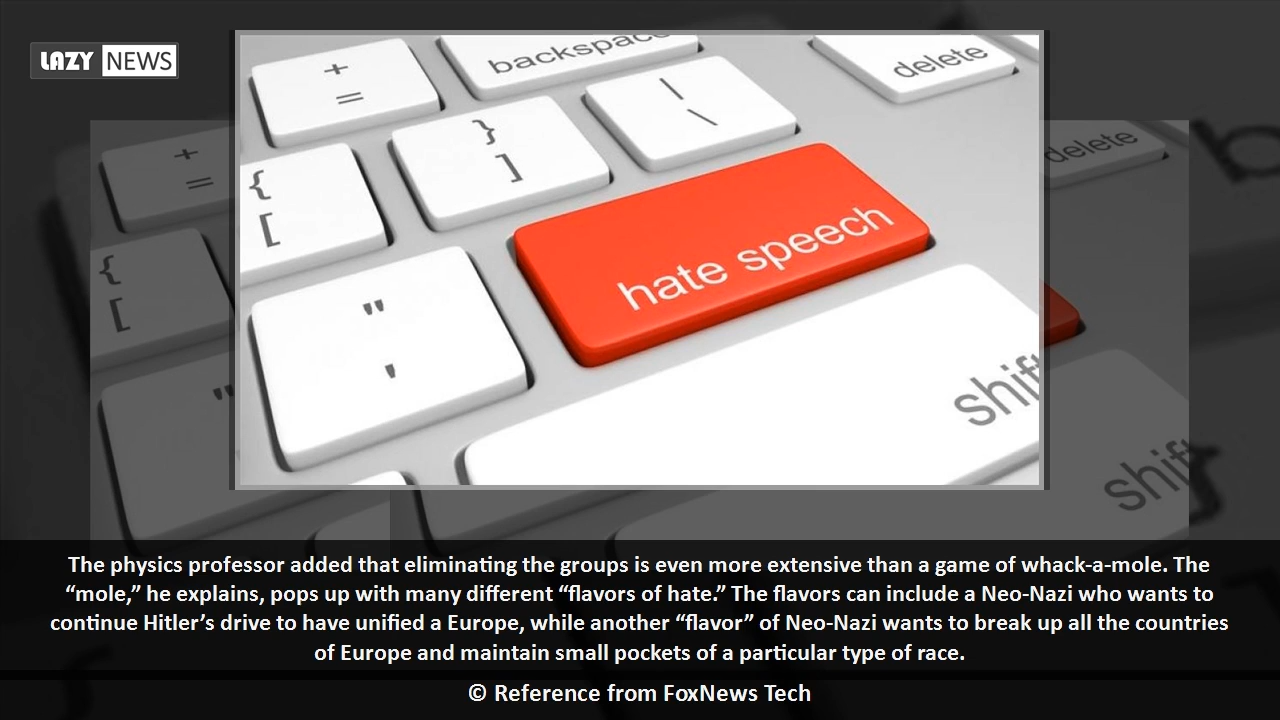 LAZY NEWS
+
=
backspace
delete
}
]
|
\
{
[
hate speech
"
'
shift
+
=
{
[
"
delete
b
shift
The physics professor added that eliminating the groups is even more extensive than a game of whack-a-mole. The
“mole,” he explains, pops up with many different “flavors of hate.” The flavors can include a Neo-Nazi who wants to
continue Hitler’s drive to have unified a Europe, while another “flavor” of Neo-Nazi wants to break up all the countries
of Europe and maintain small pockets of a particular type of race.
© Reference from FoxNews Tech